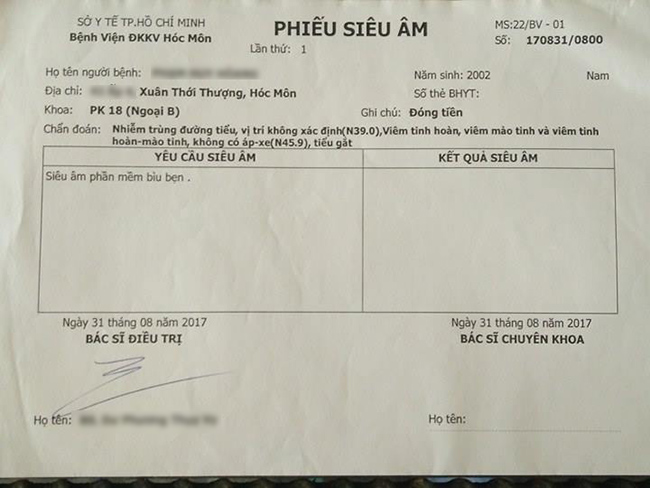 SỞ Y TẾ TP.HỒ CHÍ MINH
Bệnh Viện ĐKKV Hóc Môn
PHIẾU SIÊU ÂM
Lần thứ: 1
MS:22/BV - 01
Số: 170831/0800
Họ tên người bệnh:
Năm sinh: 2002 Nam
Địa chỉ: Xuân Thới Thượng, Hóc Môn
Số thẻ BHYT:
Khoa: PK 18 (Ngoại B)
Ghi chú: Đóng tiền
Chẩn đoán: Nhiễm trùng đường tiểu, vị trí không xác định(N39.0),Viêm tinh hoàn, viêm mào tinh và viêm tinh
hoàn-mào tinh, không có áp-xe(N45.9), tiểu gắt
YÊU CẦU SIÊU ÂM
KẾT QUẢ SIÊU ÂM
Siêu âm phần mềm bìu bẹn .
Ngày 31 tháng 08 năm 2017
BÁC SĨ ĐIỀU TRỊ
Họ tên:
Ngày 31 tháng 08 năm 2017
BÁC SĨ CHUYÊN KHOA
Họ tên: